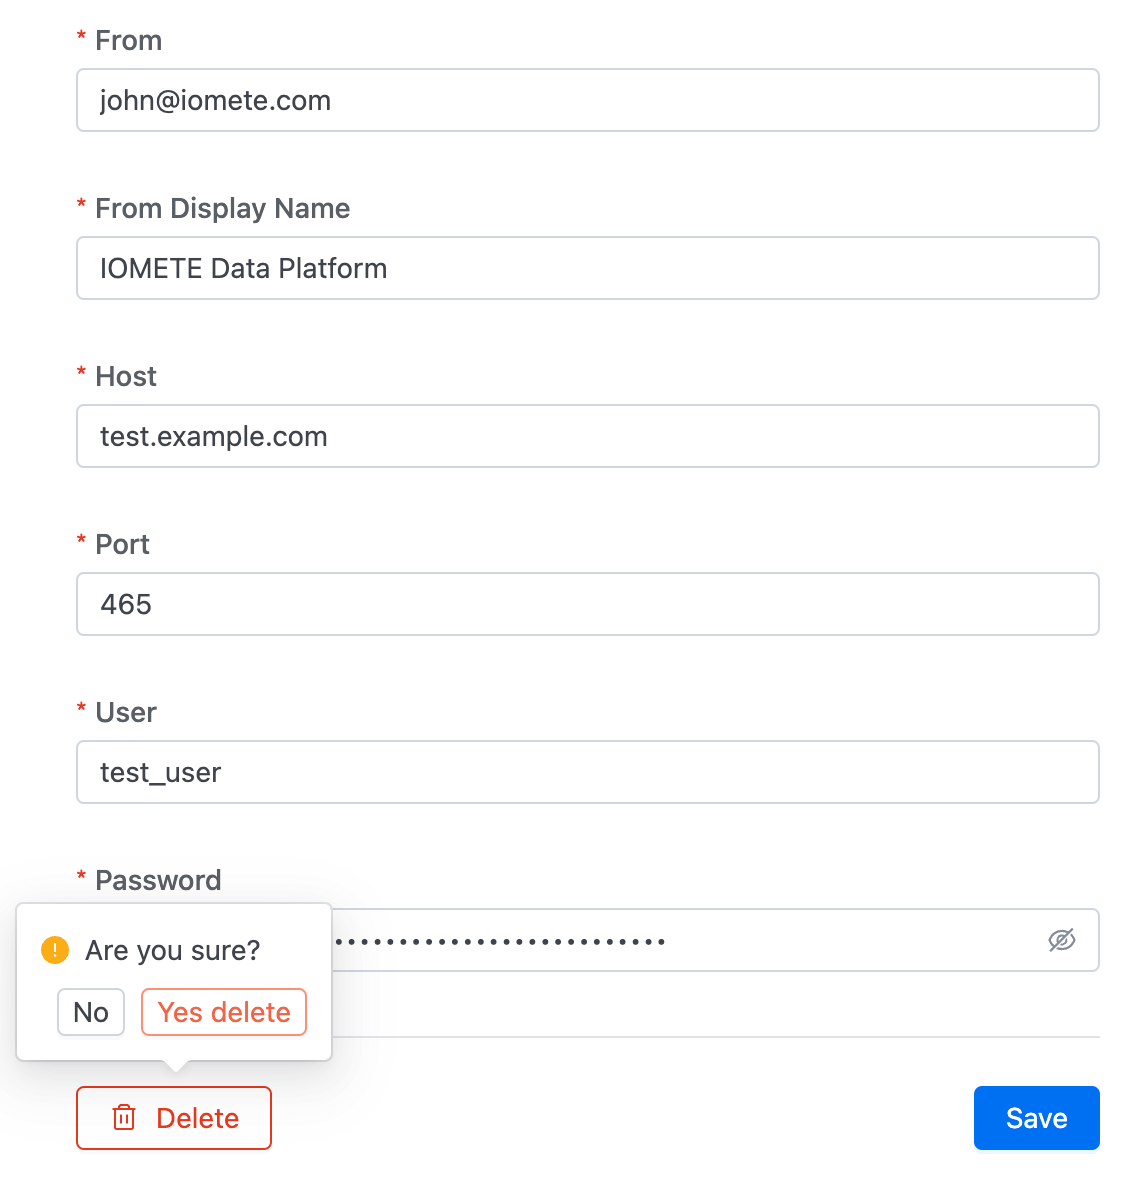 * From
john@iomete.com
* From Display Name
IOMETE Data Platform
* Host
test.example.com
* Port
465
* User
test_user
* Password
Are you sure?
No Yes delete
Delete Save